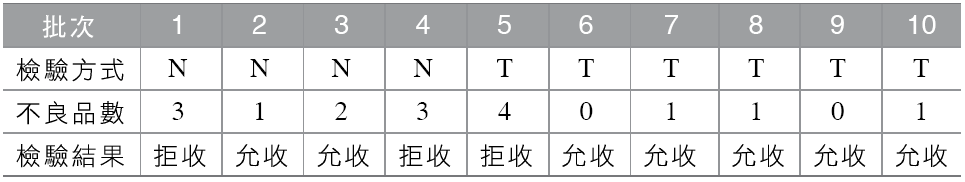 批次 1 2 3 4 5 6 7 8 9 10
檢驗方式 N N N N T T T T T T
不良品數 3 1 2 3 4 0 1 1 0 1
檢驗結果 拒收 允收 允收 拒收 拒收 允收 允收 允收 允收 允收